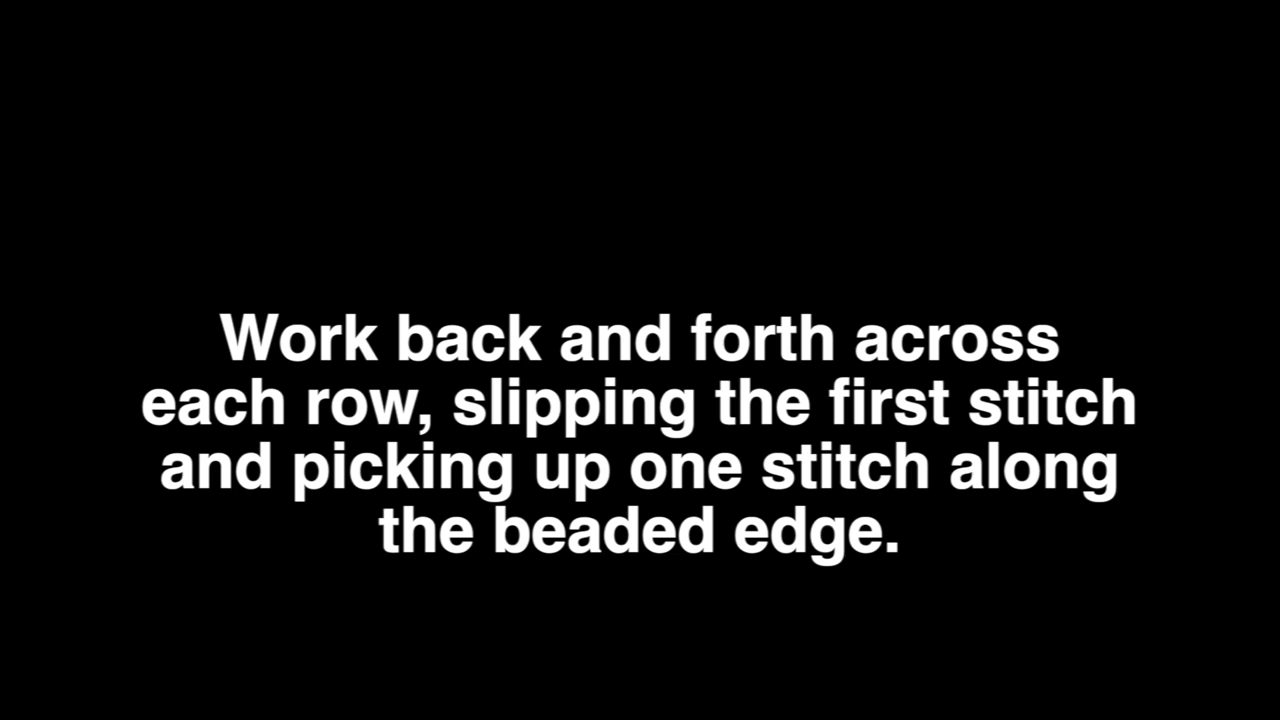 Work back and forth across
each row, slipping the first stitch
and picking up one stitch along
the beaded edge.